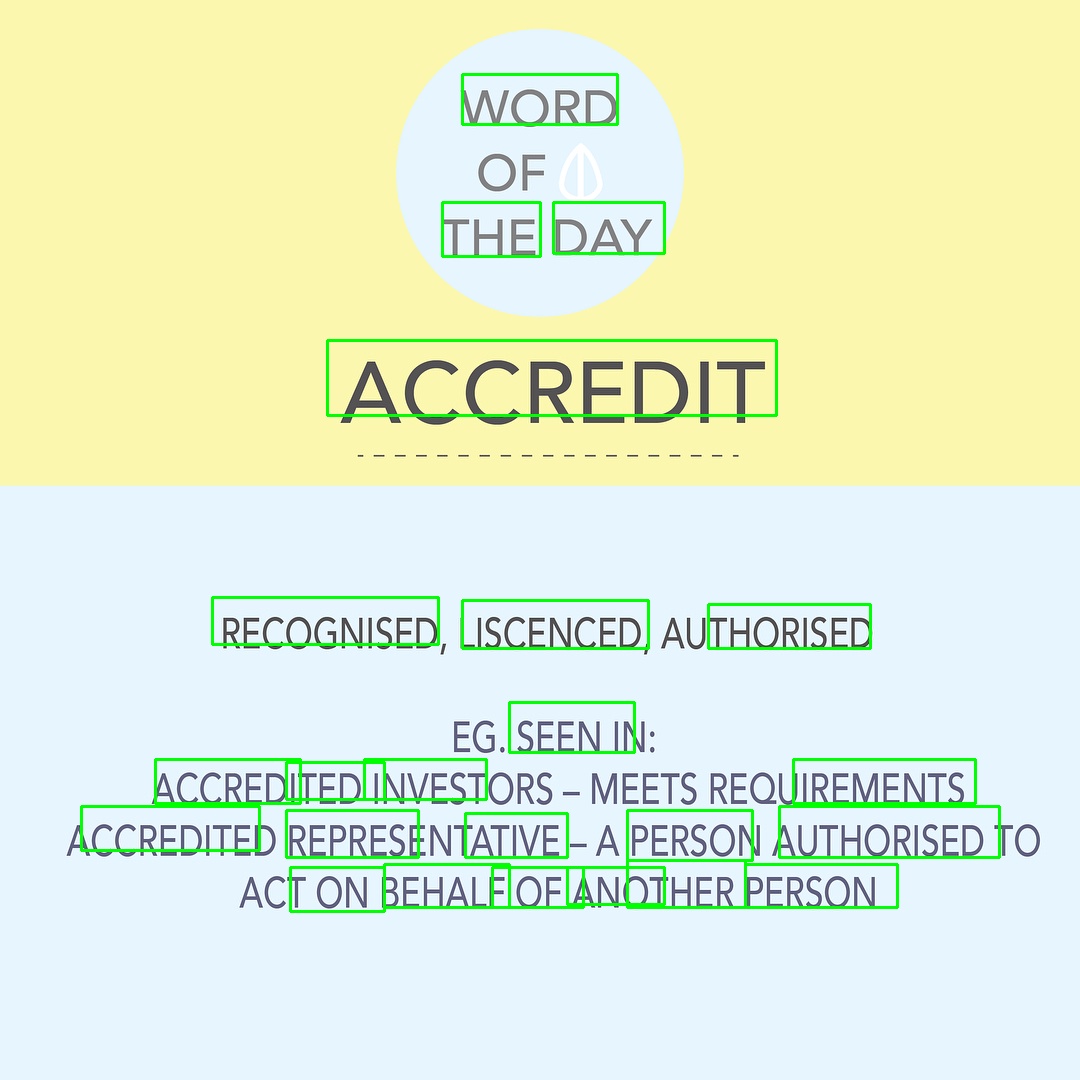 WORD
OF
THE DAY
ACCREDIT
RECOGNISED, LISCENCED, AUTHORISED
EG. SEEN IN:
ACCREDITED INVESTORS – MEETS REQUIREMENTS
ACCREDITED REPRESENTATIVE – A PERSON AUTHORISED TO
ACT ON BEHALF OF ANOTHER PERSON